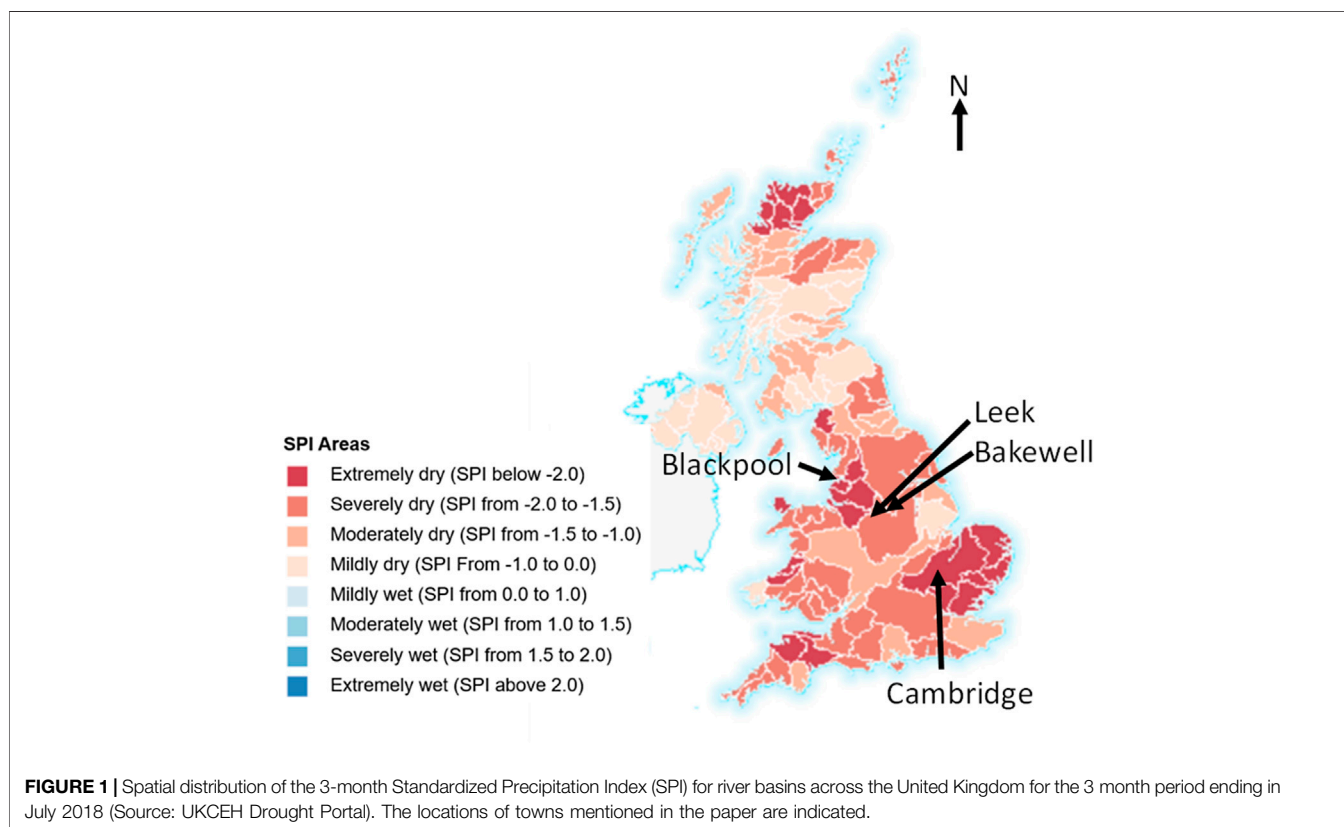 N
Leek
Bakewell
Blackpool
Cambridge
SPI Areas
Extremely dry (SPI below -2.0)
Severely dry (SPI from -2.0 to -1.5)
Moderately dry (SPI from -1.5 to -1.0)
Mildly dry (SPI From -1.0 to 0.0)
Mildly wet (SPI from 0.0 to 1.0)
Moderately wet (SPI from 1.0 to 1.5)
Severely wet (SPI from 1.5 to 2.0)
Extremely wet (SPI above 2.0)
FIGURE 1 | Spatial distribution of the 3-month Standardized Precipitation Index (SPI) for river basins across the United Kingdom for the 3 month period ending in
July 2018 (Source: UKCEH Drought Portal). The locations of towns mentioned in the paper are indicated.